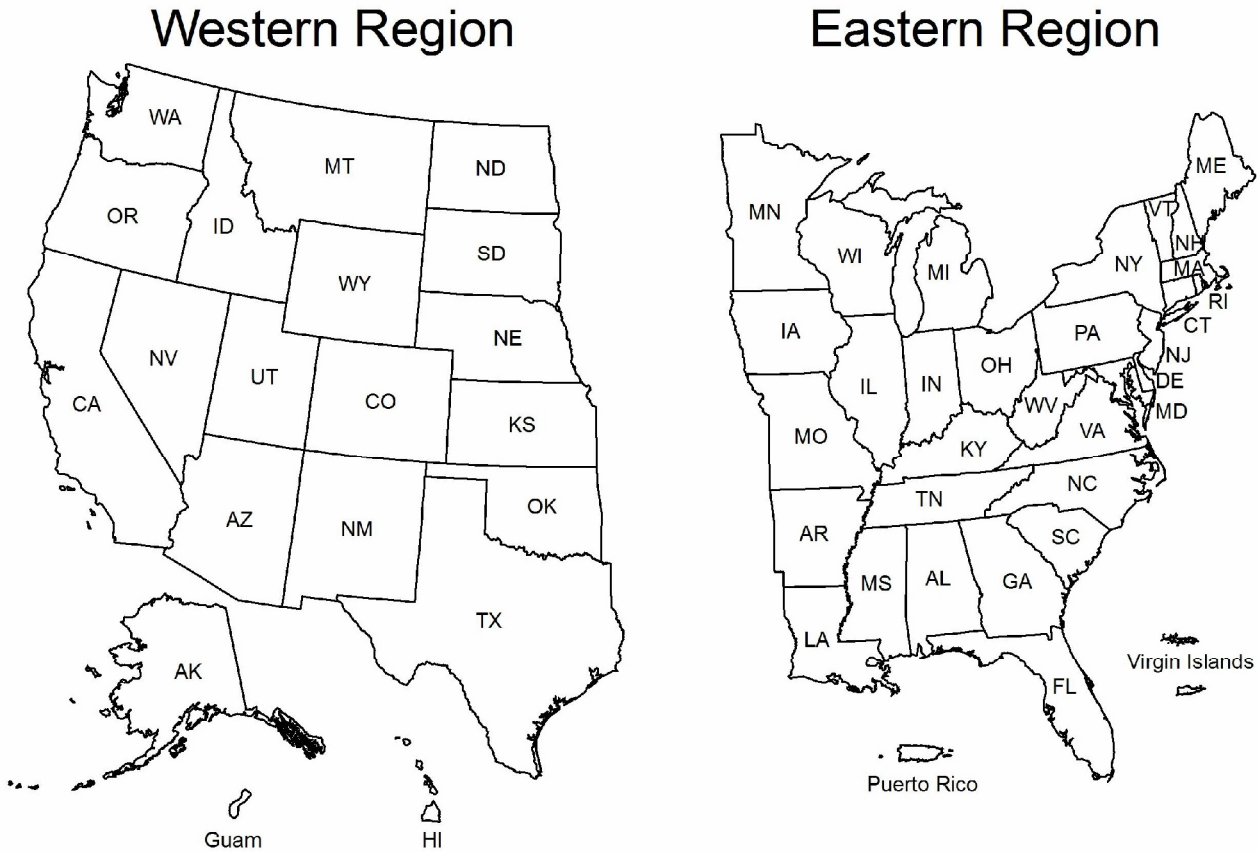 Western Region
Eastern Region
WA
MT
ND
OR
ID
SD
WY
NE
NV
UT
CO
CA
KS
AZ
NM
OK
TX
AK
Guam
HI
ME
VT
MN
NH
WI
NY
MI
MA
RI
CT
IA
PA
NJ
OH
DE
IL
IN
WV
MD
VA
MO
KY
NC
TN
AR
SC
MS
AL
GA
LA
Virgin Islands
FL
Puerto Rico